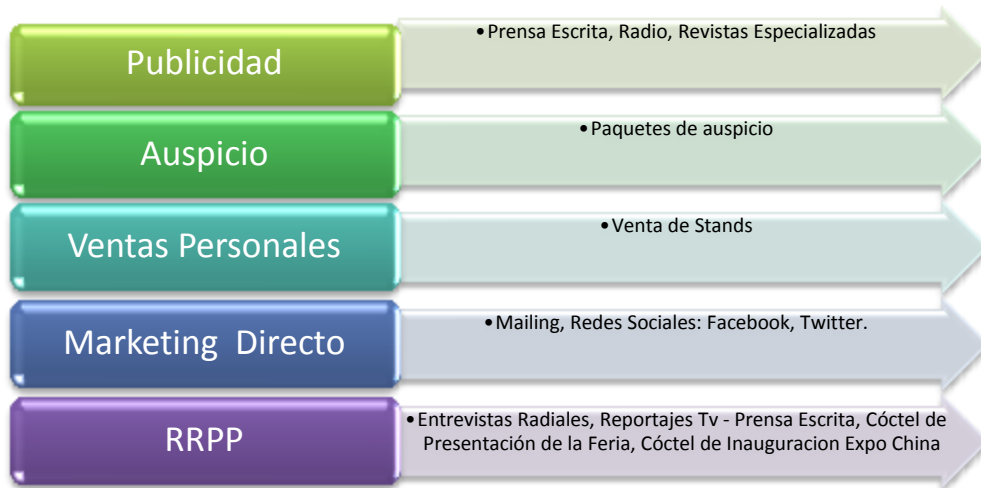 Publicidad
•Prensa Escrita, Radio, Revistas Especializadas
Auspicio
•Paquetes de auspicio
Ventas Personales
•Venta de Stands
Marketing Directo
•Mailing, Redes Sociales: Facebook, Twitter.
RRPP
•Entrevistas Radiales, Reportajes Tv - Prensa Escrita, Cóctel de
Presentación de la Feria, Cóctel de Inauguracion Expo China